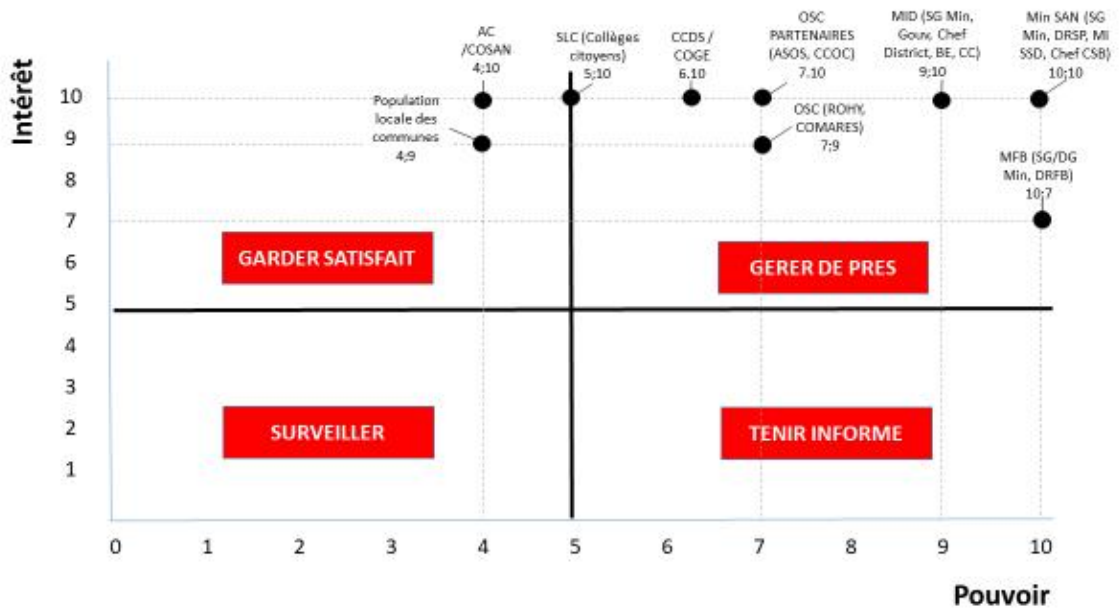 Intérêt
AC
/COSAN
4;10
SLC (Collèges
citoyens)
5;10
CCDS /
COGE
6.10
OSC
PARTENAIRES
(ASOS, CCOC)
7.10
MID (SG Min,
Gouv, Chef
District, BE, CC)
9;10
Min SAN (SG
Min, DRSP, MI
SSD, Chef CSB)
10;10
Population
locale des
communes
4;9
OSC (ROHY,
COMARES)
7;9
MFB (SG/DG
Min, DRFB)
10;7
10
9
8
7
6
5
4
3
2
1
GARDER SATISFAIT
GERER DE PRES
SURVEILLER
TENIR INFORME
0 1 2 3 4 5 6 7 8 9 10
Pouvoir